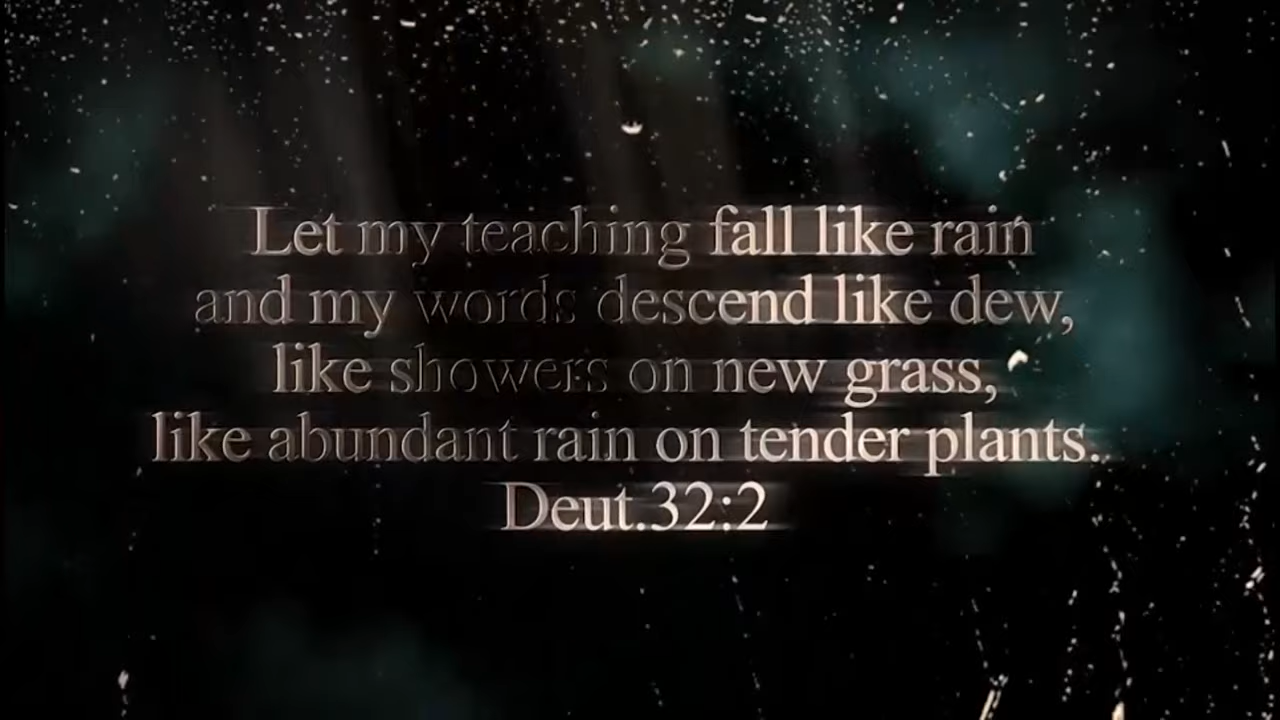 Let my teaching fall like rain
and my words descend like dew,
like showers on new grass,
like abundant rain on tender plants.
Deut.32:2